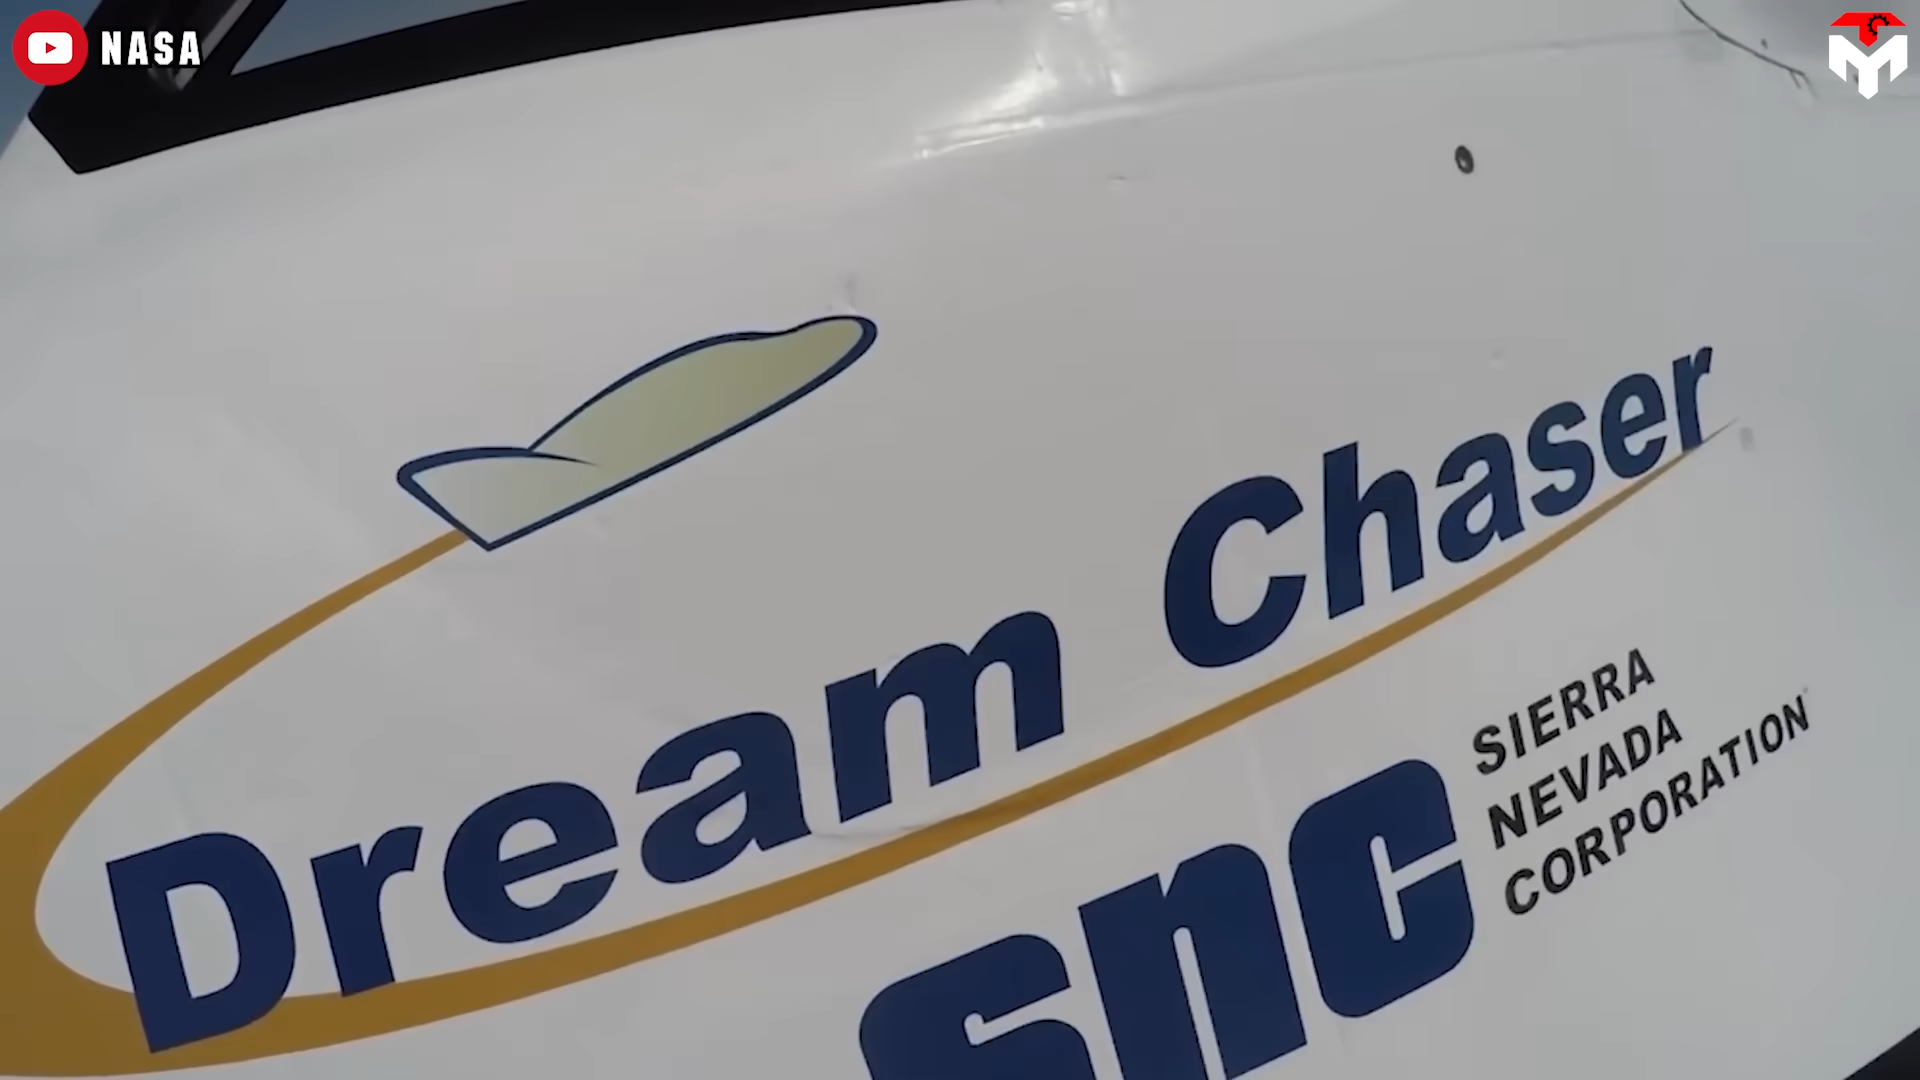 NASA
Dream Chaser
snc
SIERRA
NEVADA
CORPORATION